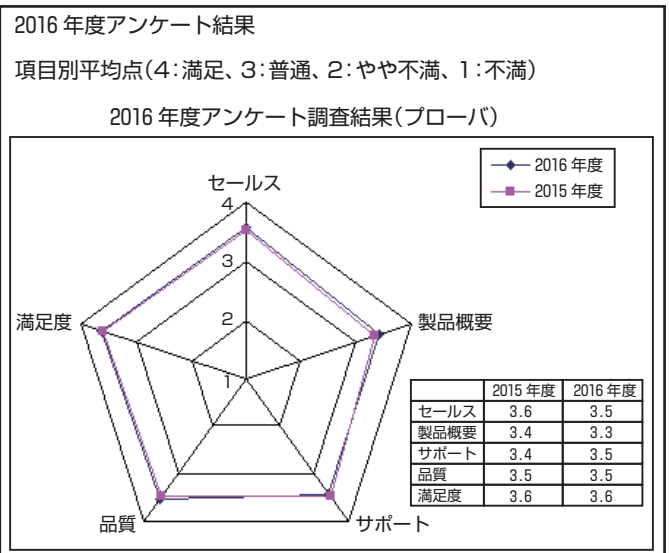 2016 年度アンケート結果
項目別平均点(4:満足、3:普通、2:やや不満、1:不満)
2016 年度アンケート調査結果(プローバ)
2016 年度
2015 年度
セールス
4
3
2
1
満足度
製品概要
品質
サポート
2015 年度 2016 年度
セールス 3.6 3.5
製品概要 3.4 3.3
サポート 3.4 3.5
品質 3.5 3.5
満足度 3.6 3.6